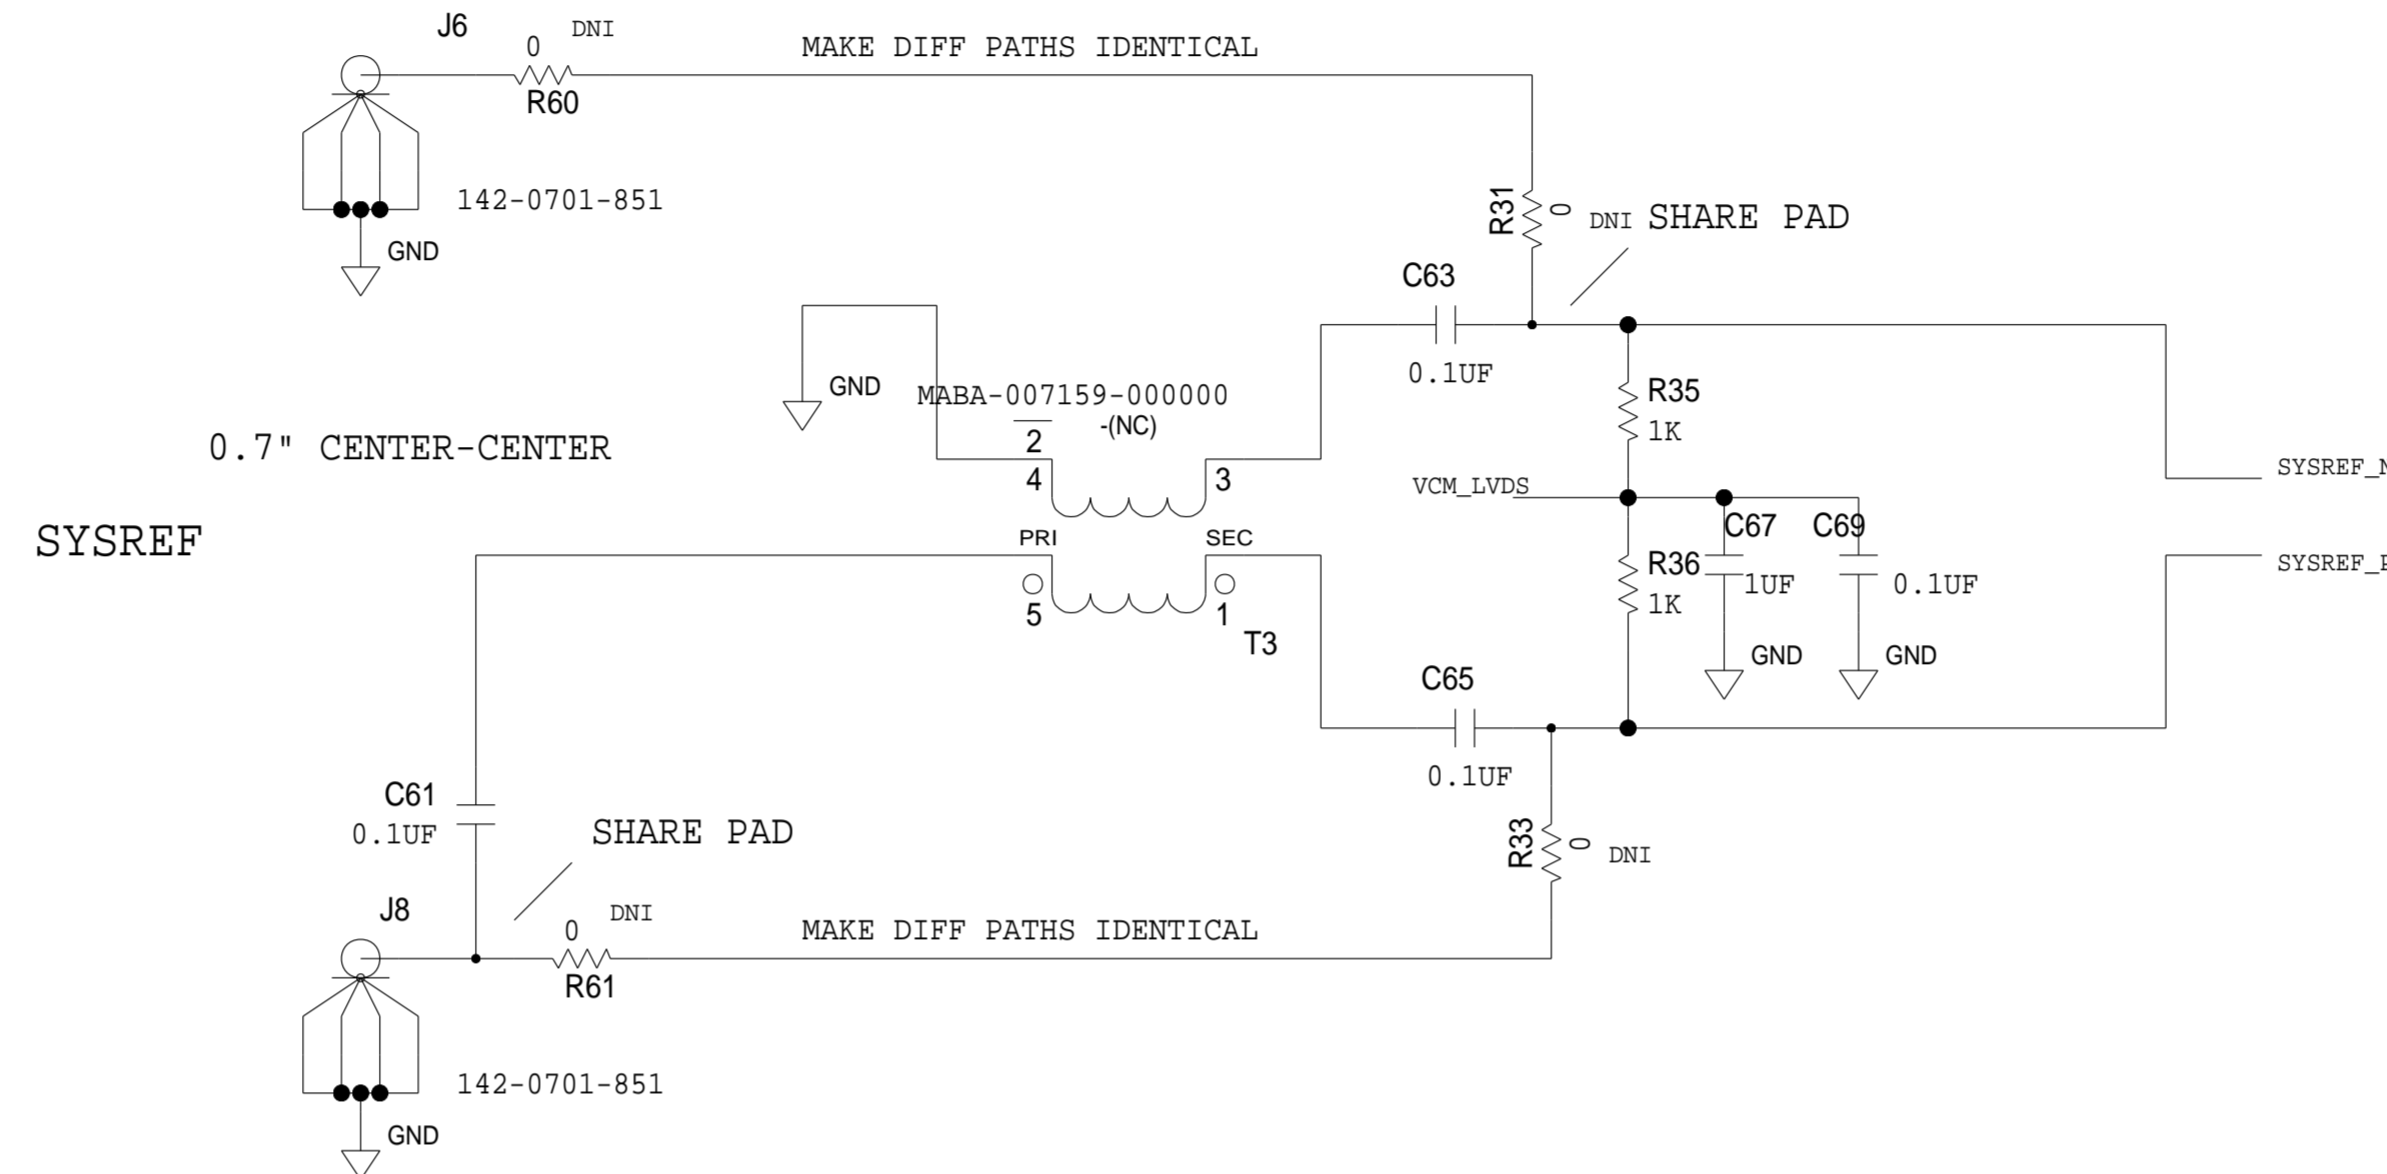 J6
0
DNI
MAKE DIFF PATHS IDENTICAL
R60
142-0701-851
GND
R31
0
DNI
SHARE PAD
C63
0.1UF
GND
MABA-007159-000000
-(NC)
2
4
3
R35
1K
0.7" CENTER-CENTER
VCM_LVDS
SYSREF_N
SYSREF
PRI
SEC
C67
C69
R36
1UF
0.1UF
1K
SYSREF_P
5
1
T3
GND
GND
C65
0.1UF
C61
0.1UF
SHARE PAD
R33
0
DNI
J8
0
DNI
MAKE DIFF PATHS IDENTICAL
R61
142-0701-851
GND